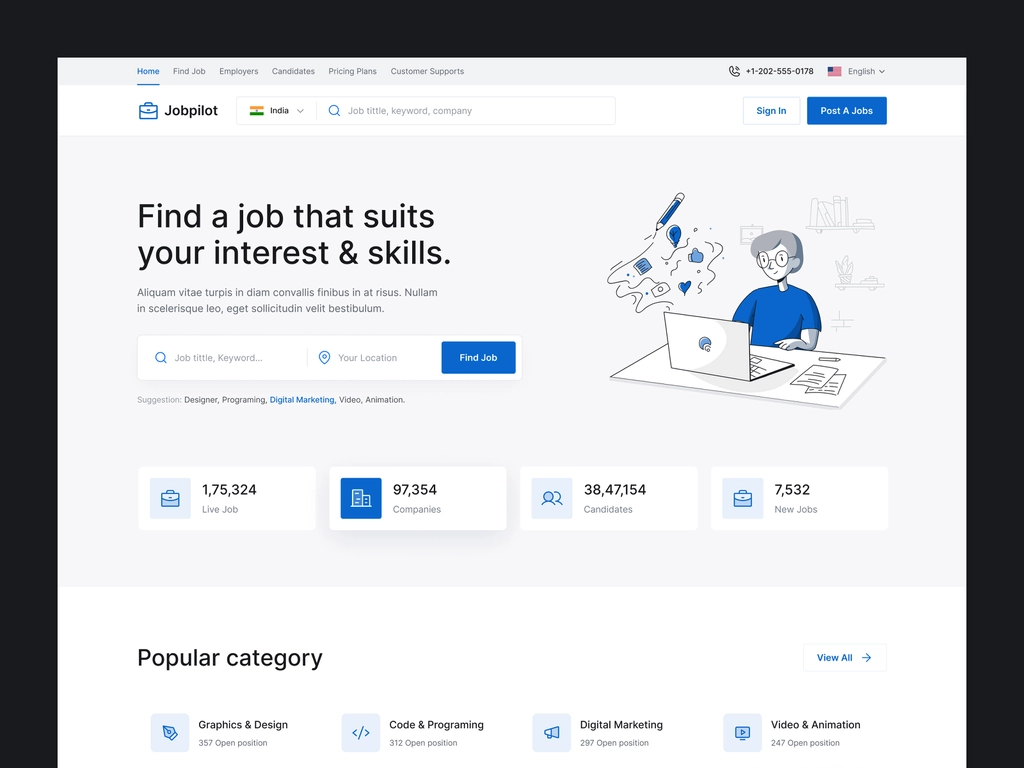 Home Find Job Employers Candidates Pricing Plans Customer Supports +1-202-555-0178 English
Jobpilot India Job tittle, keyword, company Sign In Post A Jobs
Find a job that suits
your interest & skills.
Aliquam vitae turpis in diam convallis finibus in at risus. Nullam
in scelerisque leo, eget sollicitudin velit bestibulum.
Job tittle, Keyword... Your Location Find Job
Suggestion: Designer, Programing, Digital Marketing, Video, Animation.
1,75,324
Live Job
97,354
Companies
38,47,154
Candidates
7,532
New Jobs
Popular category View All
Graphics & Design
357 Open position
Code & Programing
312 Open position
Digital Marketing
297 Open position
Video & Animation
247 Open position